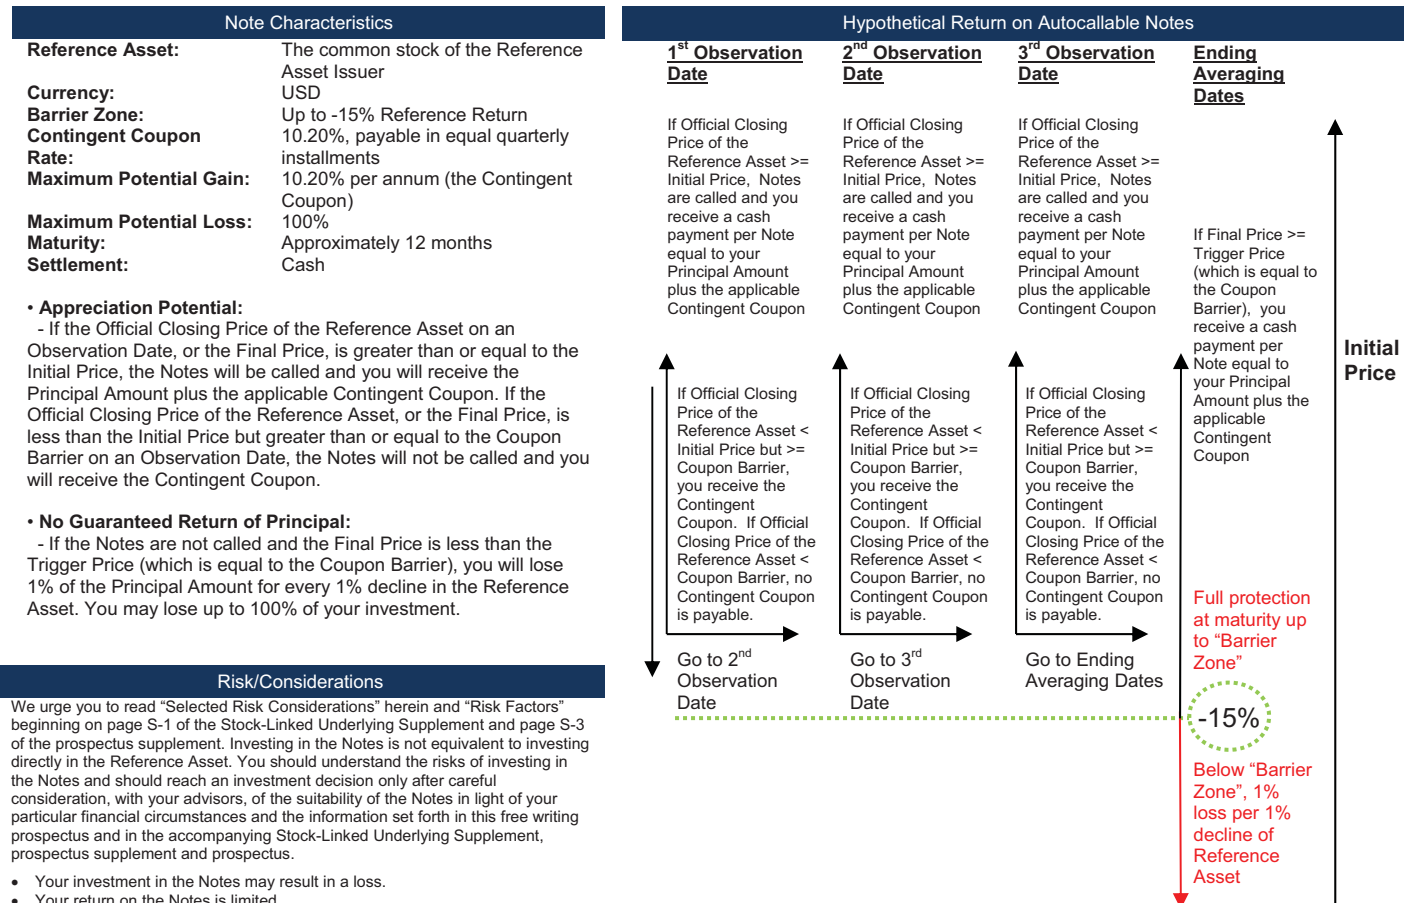 Note Characteristics
Reference Asset: The common stock of the Reference
Asset Issuer
Currency: USD
Barrier Zone: Up to -15% Reference Return
Contingent Coupon 10.20%, payable in equal quarterly
Rate: installments
Maximum Potential Gain: 10.20% per annum (the Contingent
Coupon)
Maximum Potential Loss: 100%
Maturity: Approximately 12 months
Settlement: Cash
• Appreciation Potential:
- If the Official Closing Price of the Reference Asset on an
Observation Date, or the Final Price, is greater than or equal to the
Initial Price, the Notes will be called and you will receive the
Principal Amount plus the applicable Contingent Coupon. If the
Official Closing Price of the Reference Asset, or the Final Price, is
less than the Initial Price but greater than or equal to the Coupon
Barrier on an Observation Date, the Notes will not be called and you
will receive the Contingent Coupon.
• No Guaranteed Return of Principal:
- If the Notes are not called and the Final Price is less than the
Trigger Price (which is equal to the Coupon Barrier), you will lose
1% of the Principal Amount for every 1% decline in the Reference
Asset. You may lose up to 100% of your investment.
Risk/Considerations
We urge you to read “Selected Risk Considerations” herein and “Risk Factors”
beginning on page S-1 of the Stock-Linked Underlying Supplement and page S-3
of the prospectus supplement. Investing in the Notes is not equivalent to investing
directly in the Reference Asset. You should understand the risks of investing in
the Notes and should reach an investment decision only after careful
consideration, with your advisors, of the suitability of the Notes in light of your
particular financial circumstances and the information set forth in this free writing
prospectus and in the accompanying Stock-Linked Underlying Supplement,
prospectus supplement and prospectus.
• Your investment in the Notes may result in a loss.
• Your return on the Notes is limited
Hypothetical Return on Autocallable Notes
1st Observation
Date
If Official Closing
Price of the
Reference Asset >=
Initial Price, Notes
are called and you
receive a cash
payment per Note
equal to your
Principal Amount
plus the applicable
Contingent Coupon
If Official Closing
Price of the
Reference Asset <
Initial Price but >=
Coupon Barrier,
you receive the
Contingent
Coupon. If Official
Closing Price of the
Reference Asset <
Coupon Barrier, no
Contingent Coupon
is payable.
Go to 2nd
Observation
Date
2nd Observation
Date
If Official Closing
Price of the
Reference Asset >=
Initial Price, Notes
are called and you
receive a cash
payment per Note
equal to your
Principal Amount
plus the applicable
Contingent Coupon
If Official Closing
Price of the
Reference Asset <
Initial Price but >=
Coupon Barrier,
you receive the
Contingent
Coupon. If Official
Closing Price of the
Reference Asset <
Coupon Barrier, no
Contingent Coupon
is payable.
Go to 3rd
Observation
Date
3rd Observation
Date
If Official Closing
Price of the
Reference Asset >=
Initial Price, Notes
are called and you
receive a cash
payment per Note
equal to your
Principal Amount
plus the applicable
Contingent Coupon
If Official Closing
Price of the
Reference Asset <
Initial Price but >=
Coupon Barrier,
you receive the
Contingent
Coupon. If Official
Closing Price of the
Reference Asset <
Coupon Barrier, no
Contingent Coupon
is payable.
Go to Ending
Averaging Dates
Ending
Averaging
Dates
If Final Price >=
Trigger Price
(which is equal to
the Coupon
Barrier), you
receive a cash
payment per
Note equal to
your Principal
Amount plus the
applicable
Contingent
Coupon
Initial
Price
Full protection
at maturity up
to “Barrier
Zone”
-15%
Below “Barrier
Zone”, 1%
loss per 1%
decline of
Reference
Asset